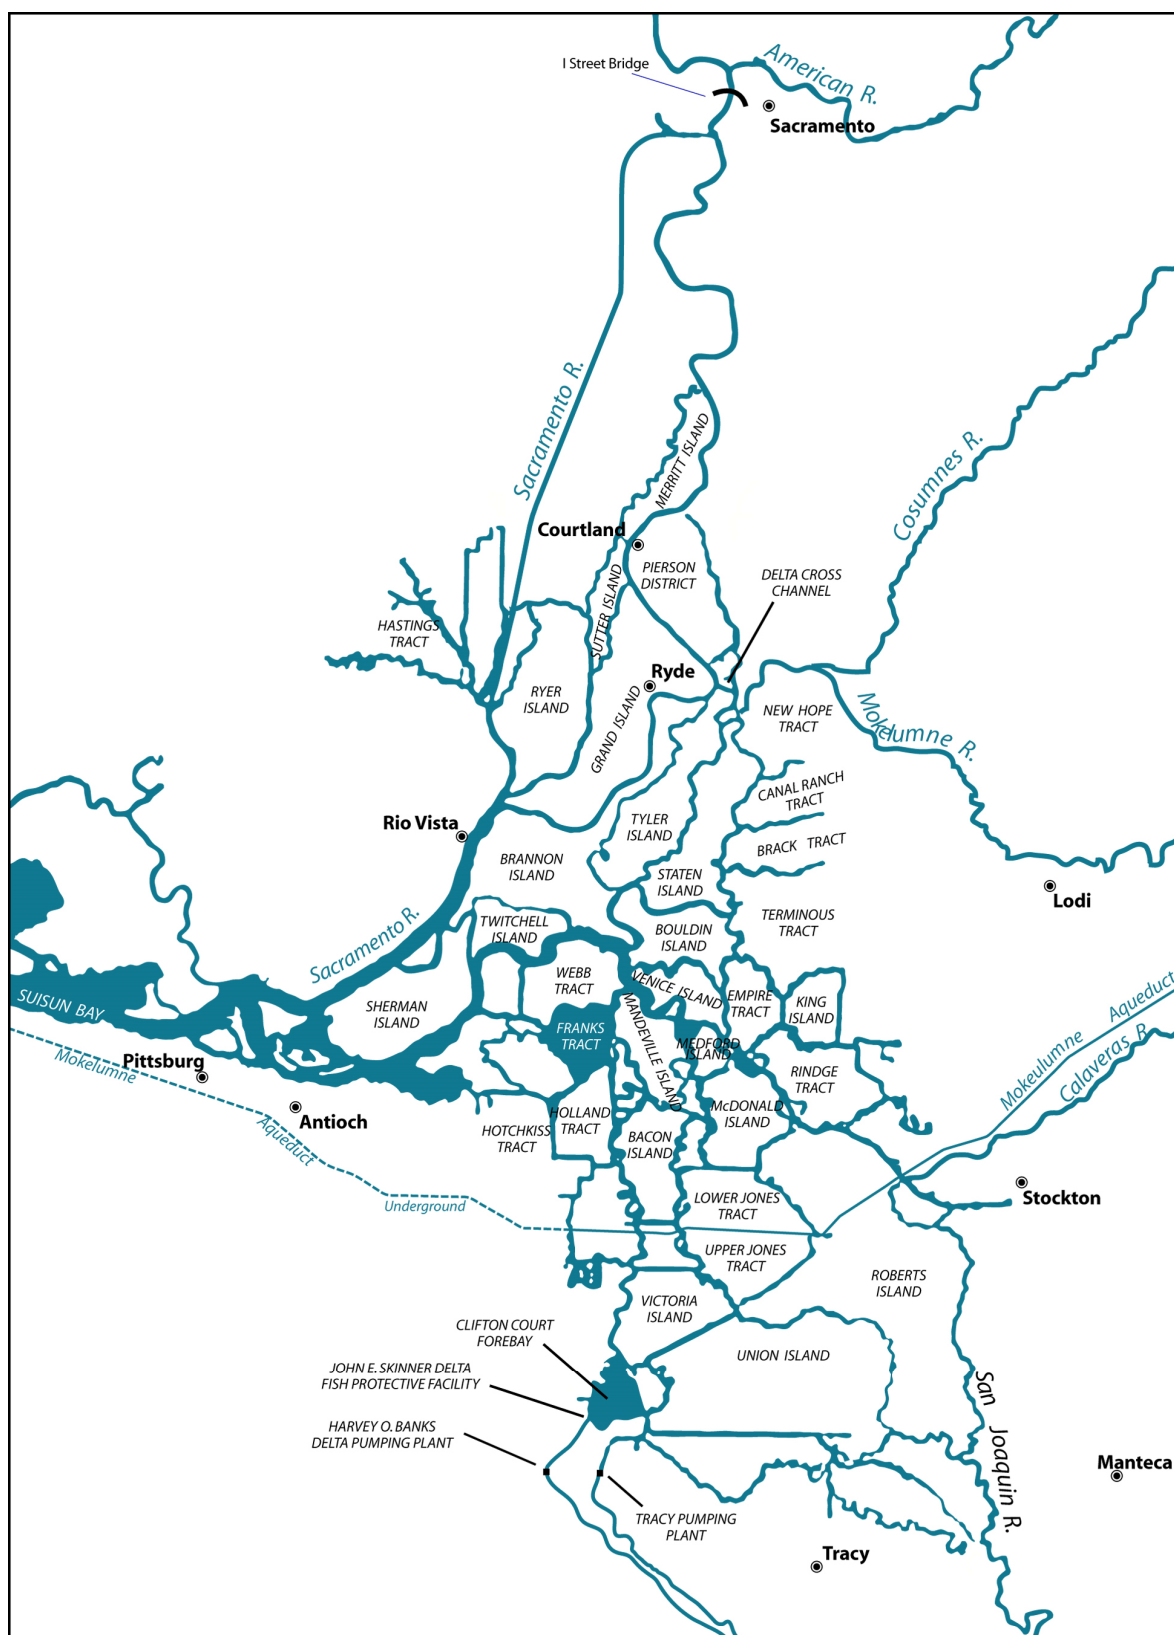 I Street Bridge
American R.
Sacramento
Sacramento R.
MERRITT ISLAND
Cosumnes R.
Courtland
PIERSON
DISTRICT
DELTA CROSS
CHANNEL
SUTTER ISLAND
HASTINGS
TRACT
Ryde
RYER
ISLAND
GRAND ISLAND
NEW HOPE
TRACT
Mokelumne R.
CANAL RANCH
TRACT
TYLER
ISLAND
Rio Vista
BRACK TRACT
BRANNON
ISLAND
STATEN
ISLAND
Lodi
TWITCHELL
ISLAND
TERMINOUS
TRACT
BOULDIN
ISLAND
Sacramento R.
WEBB
TRACT
VENICE ISLAND
EMPIRE
TRACT
KING
ISLAND
SUISUN BAY
SHERMAN
ISLAND
FRANKS
TRACT
MANDEVILLE ISLAND
MEDFORD
ISLAND
Mokeulumne Aqueduct
Calaveras R.
Pittsburg
Mokelumne
RINDGE
TRACT
Antioch
Aqueduct
HOTCHKISS
TRACT
HOLLAND
TRACT
BACON
ISLAND
McDONALD
ISLAND
Underground
LOWER JONES
TRACT
Stockton
UPPER JONES
TRACT
ROBERTS
ISLAND
VICTORIA
ISLAND
CLIFTON COURT
FOREBAY
UNION ISLAND
JOHN E. SKINNER DELTA
FISH PROTECTIVE FACILITY
San Joaquin R.
HARVEY O. BANKS
DELTA PUMPING PLANT
Manteca
TRACY PUMPING
PLANT
Tracy